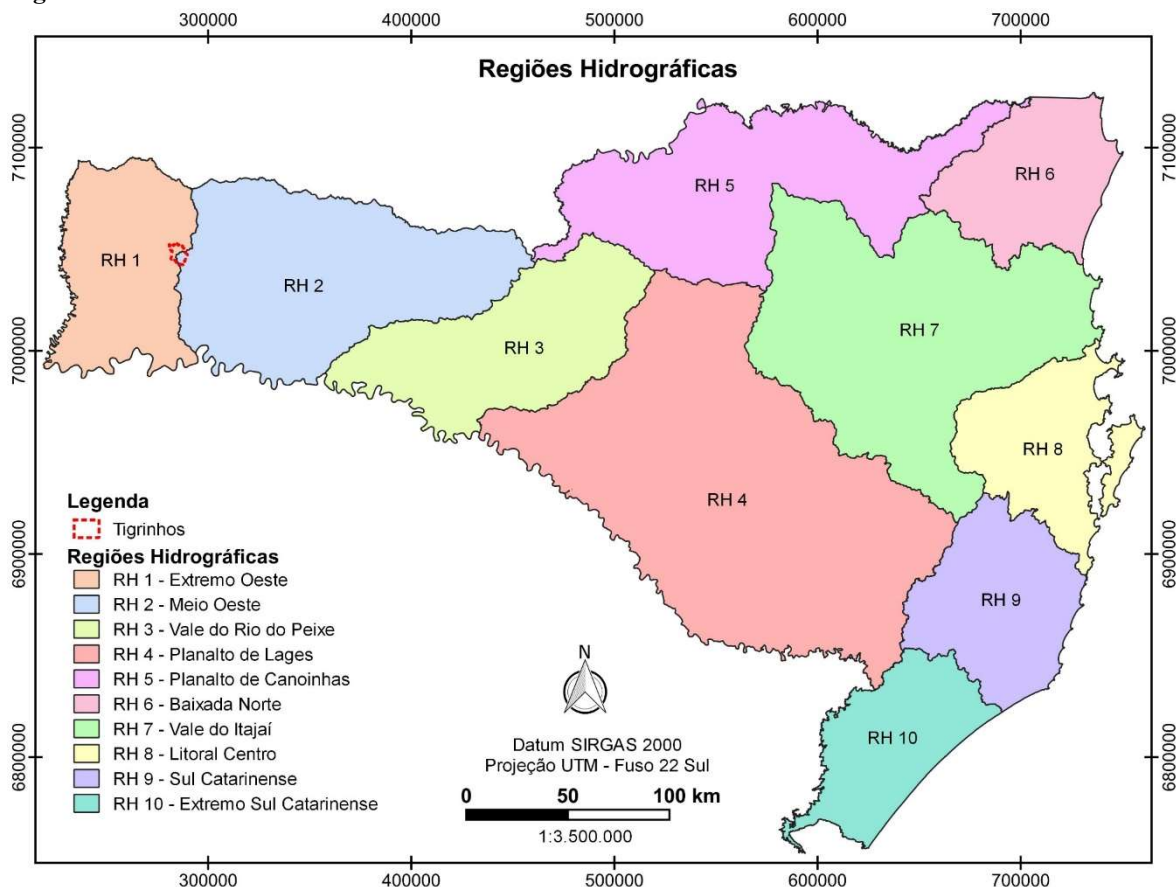 300000 400000 500000 600000 700000
Regiões Hidrográficas
7100000 7100000
RH 5
RH 6
RH 1
RH 2
RH 7
7000000 7000000
RH 3
RH 8
RH 4
Legenda
Tigrinhos
Regiões Hidrográficas
6900000 6900000
RH 1 - Extremo Oeste
RH 2 - Meio Oeste
RH 9
RH 3 - Vale do Rio do Peixe
RH 4 - Planalto de Lages
N
RH 5 - Planalto de Canoinhas
RH 6 - Baixada Norte
RH 7 - Vale do Itajaí
RH 10
Datum SIRGAS 2000
RH 8 - Litoral Centro
6800000 6800000
Projeção UTM - Fuso 22 Sul
RH 9 - Sul Catarinense
0 50 100 km
RH 10 - Extremo Sul Catarinense
1:3.500.000
300000 400000 500000 600000 700000